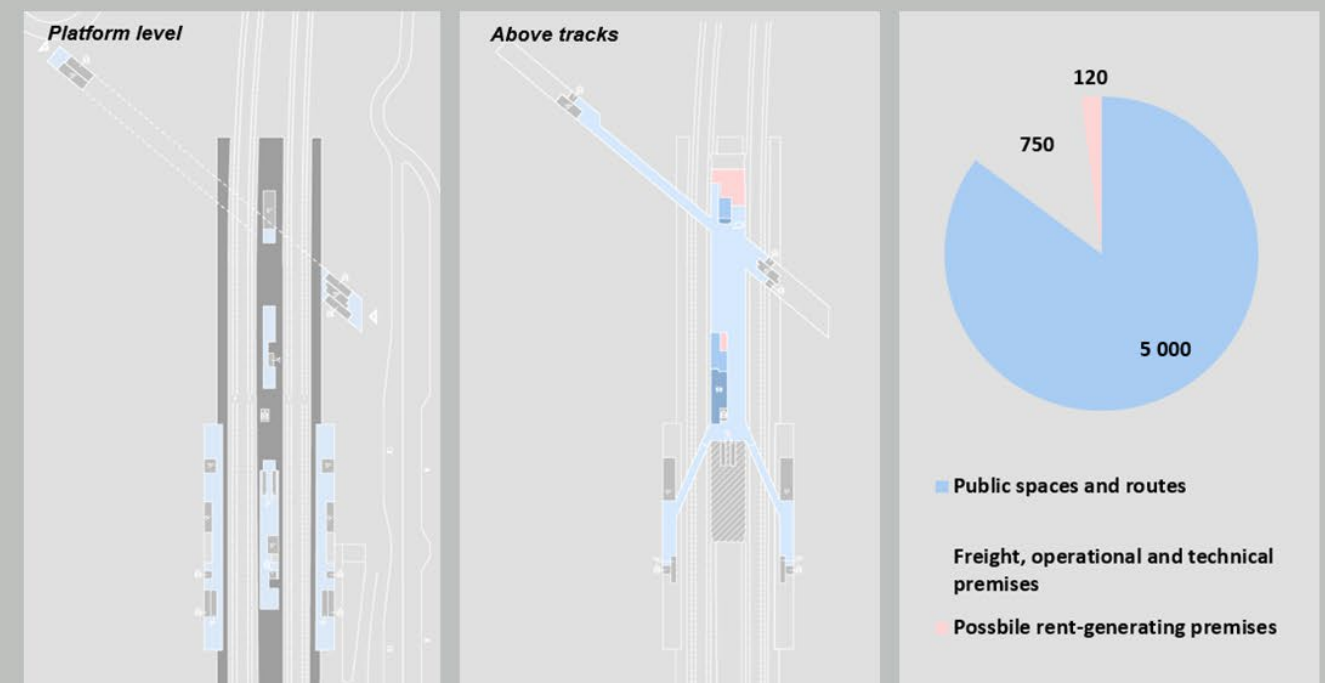 Platform level
Above tracks
120
750
5 000
Public spaces and routes
Freight, operational and technical
premises
Possbile rent-generating premises